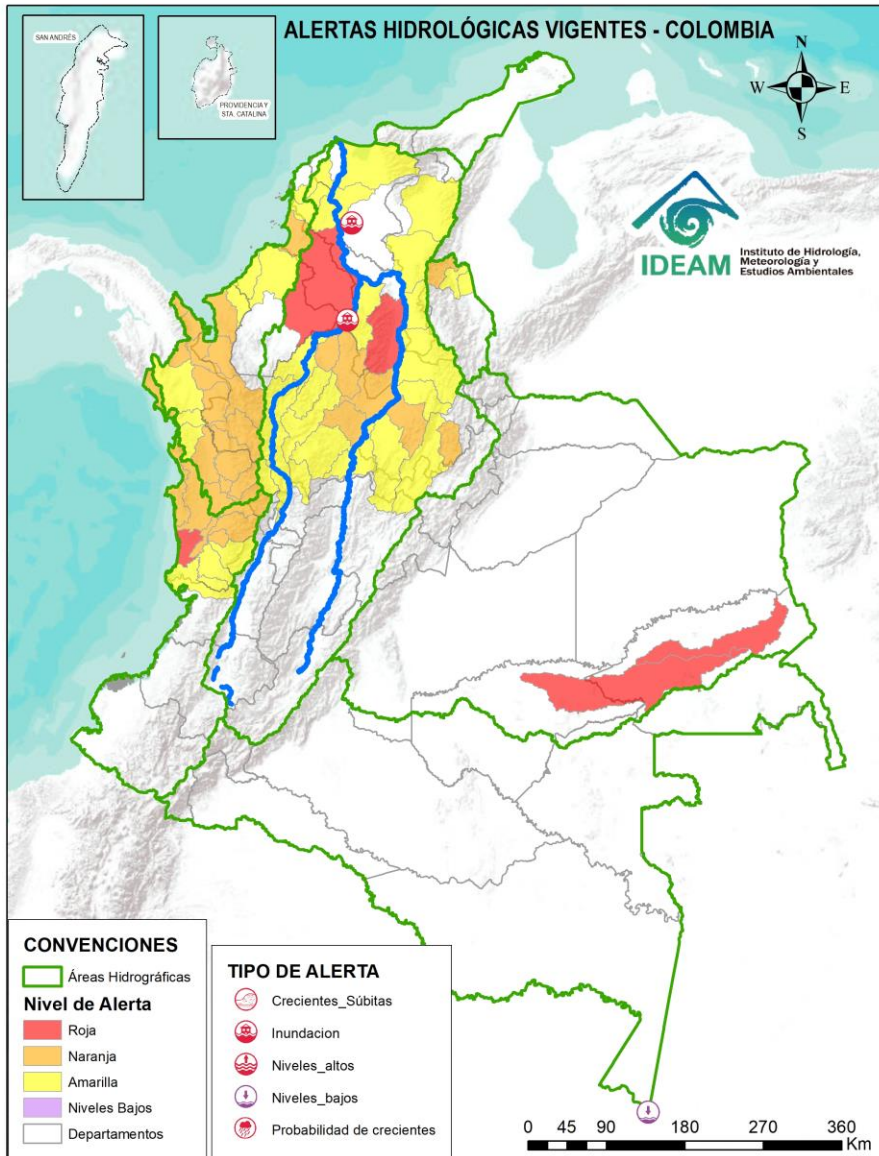 ALERTAS HIDROLÓGICAS VIGENTES - COLOMBIA
SAN ANDRÉS
PROVIDENCIA Y
STA. CATALINA
N
W
E
S
IDEAM
Instituto de Hidrología,
Meteorología y
Estudios Ambientales
CONVENCIONES
Áreas Hidrográficas
Nivel de Alerta
Roja
Naranja
Amarilla
Niveles Bajos
Departamentos
TIPO DE ALERTA
Crecientes_Súbitas
Inundacion
Niveles_altos
Niveles_bajos
Probabilidad de crecientes
0 45 90 180 270 360
Km